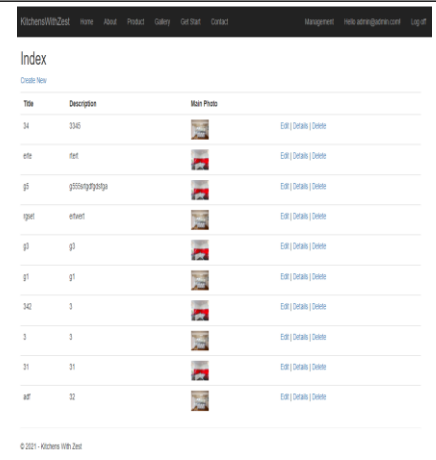 KitchensWithZest Home About Product Gallery Get Start Contact Management Hello admin@admin.com! Log off
Index
Create New
Title Description Main Photo
34 3345 Edit | Details | Delete
erte rtert Edit | Details | Delete
g5 Edit | Details | Delete
ertwert Edit | Details | Delete
g3 g3 Edit | Details | Delete
g1 g1 Edit | Details | Delete
342 3 Edit | Details | Delete
3 3 Edit | Details | Delete
31 31 Edit | Details | Delete
adf 32 Edit | Details | Delete
© 2021 - Kitchens With Zest